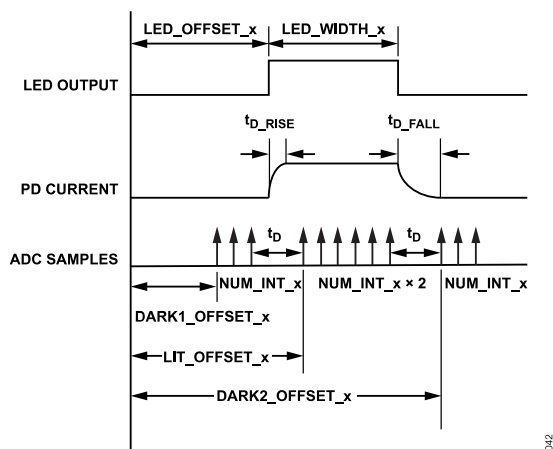 LED_OFFSET_x
LED_WIDTH_x
LED OUTPUT
tD_RISE
tD_FALL
PD CURRENT
tD
tD
ADC SAMPLES
NUM_INT_x
NUM_INT_x × 2
NUM_INT_x
DARK1_OFFSET_x
LIT_OFFSET_x
DARK2_OFFSET_x
042